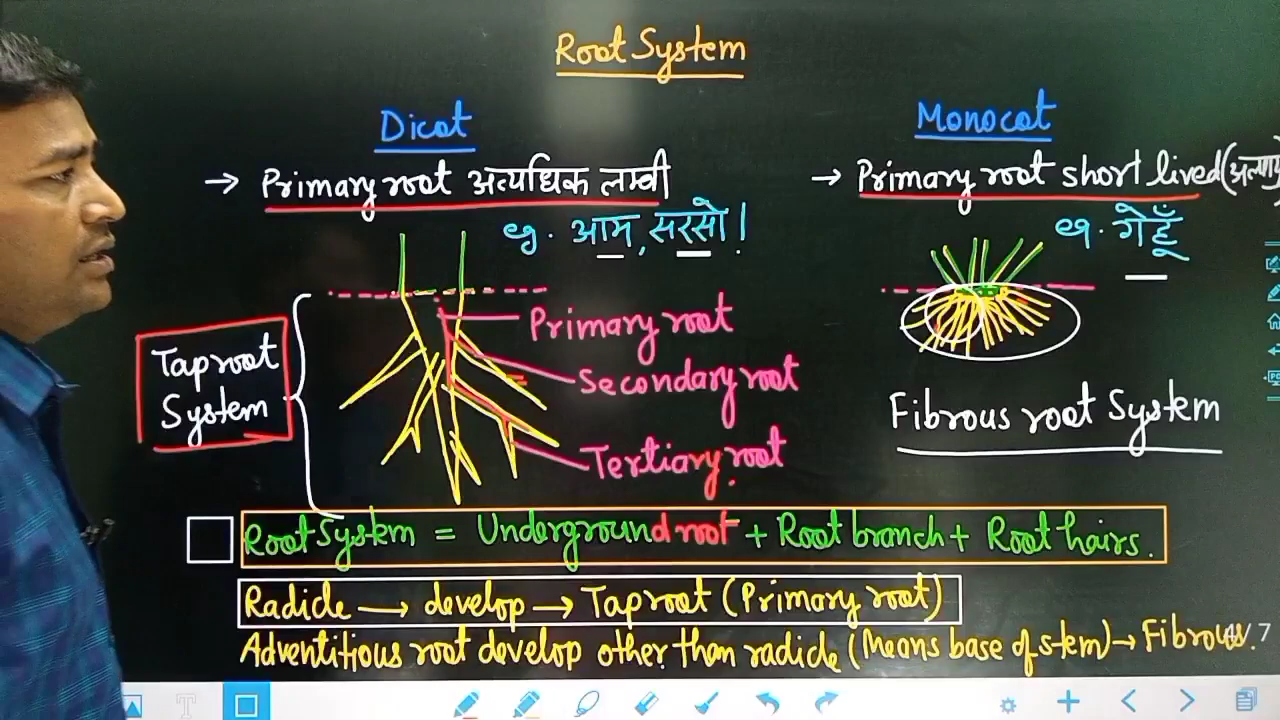 Root System
Dicot
Monocot
→ Primary root अत्यधिक लम्बी
→ Primary root short lived
eg. आम, सरसो!
eg. गेहूँ
Primary root
Taproot
System
Secondary root
Fibrous root System
Tertiary root
Root System = Underground root + Root branch + Root hairs.
Radicle → develop → Taproot (Primary root)
Adventitious root develop other than radicle (Means base of stem) → Fibrous.
/ 7